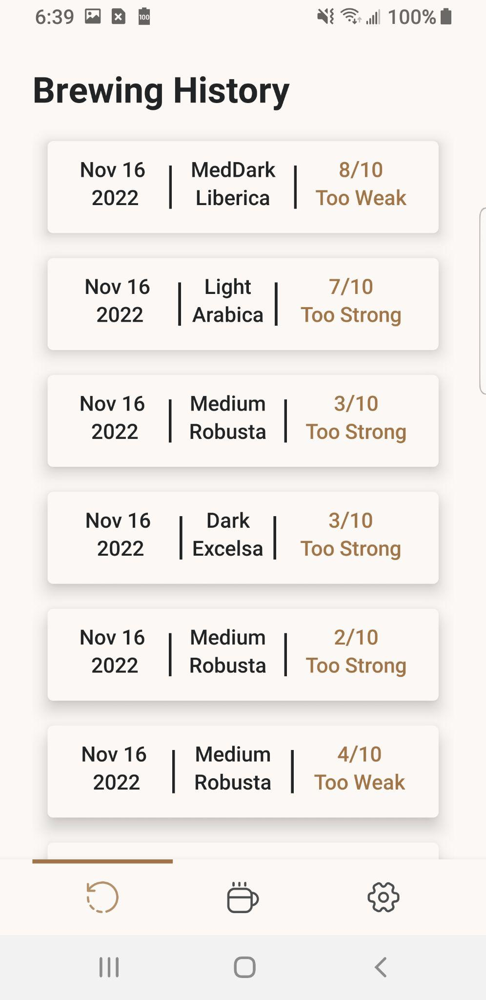 6:39
100
100%
Brewing History
Nov 16
2022
MedDark
Liberica
8/10
Too Weak
Nov 16
2022
Light
Arabica
7/10
Too Strong
Nov 16
2022
Medium
Robusta
3/10
Too Strong
Nov 16
2022
Dark
Excelsa
3/10
Too Strong
Nov 16
2022
Medium
Robusta
2/10
Too Strong
Nov 16
2022
Medium
Robusta
4/10
Too Weak